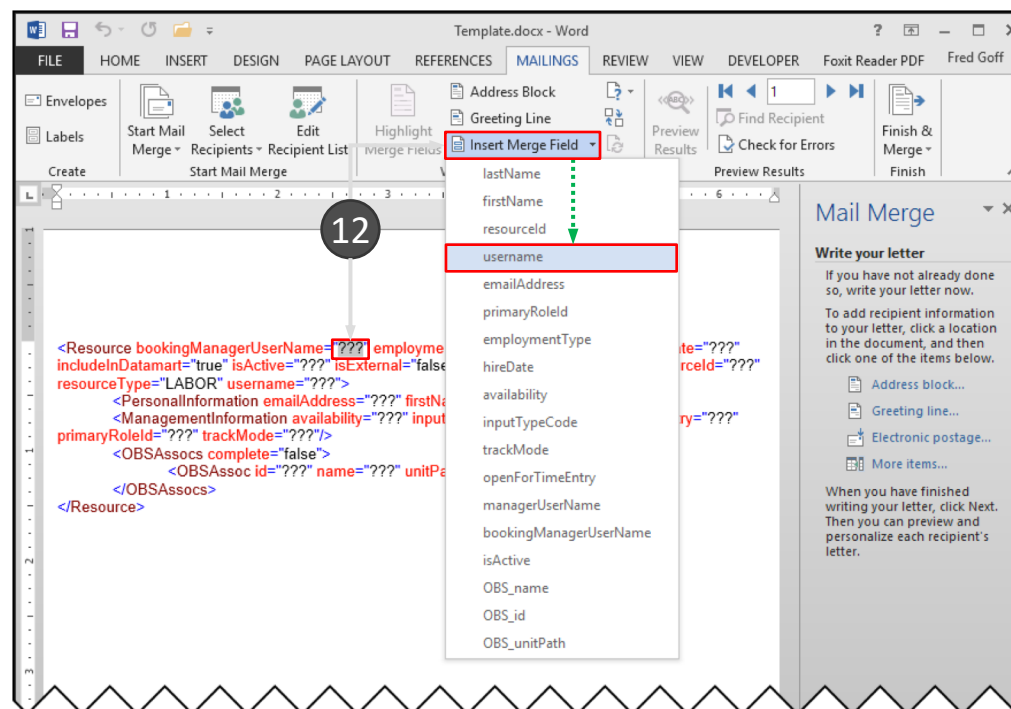 Template.docx - Word
FILE HOME INSERT DESIGN PAGE LAYOUT REFERENCES MAILINGS REVIEW VIEW DEVELOPER Foxit Reader PDF Fred Goff
Envelopes
Labels
Create
Start Mail Merge
Select Recipients
Edit Recipient List
Start Mail Merge
Highlight Merge Fields
Address Block
Greeting Line
Insert Merge Field
Preview Results
1
Find Recipient
Check for Errors
Preview Results
Finish & Merge
Finish
1 2 3 6
12
lastName
firstName
resourceId
username
emailAddress
primaryRoleId
employmentType
hireDate
availability
inputTypeCode
trackMode
openForTimeEntry
managerUserName
bookingManagerUserName
isActive
OBS_name
OBS_id
OBS_unitPath
<Resource bookingManagerUserName="???" employme ate="???"
includeInDatamart="true" isActive="???" isExternal="false rceId="???"
resourceType="LABOR" username="???">
<PersonalInformation emailAddress="???" firstNa
<ManagementInformation availability="???" input ry="???"
primaryRoleId="???" trackMode="???"/>
<OBSAssocs complete="false">
<OBSAssoc id="???" name="???" unitPa
</OBSAssocs>
</Resource>
Mail Merge
Write your letter
If you have not already done
so, write your letter now.
To add recipient information
to your letter, click a location
in the document, and then
click one of the items below.
Address block...
Greeting line...
Electronic postage...
More items...
When you have finished
writing your letter, click Next.
Then you can preview and
personalize each recipient's
letter.